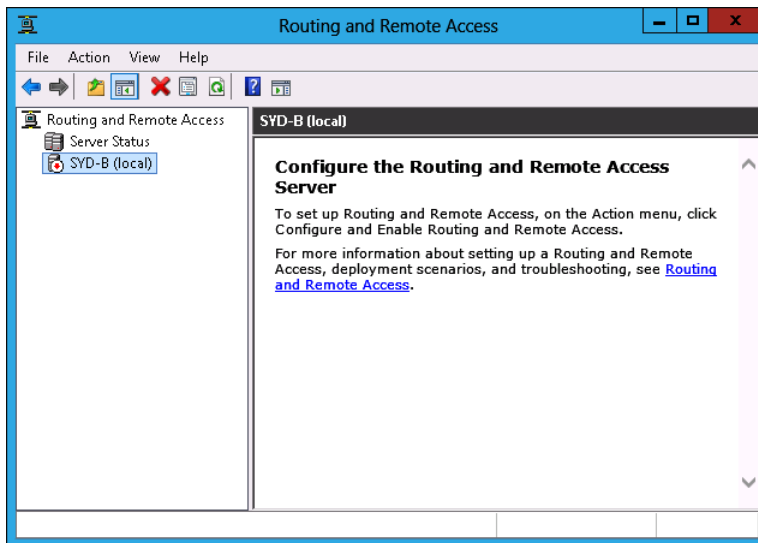 Routing and Remote Access
File Action View Help
Routing and Remote Access
Server Status
SYD-B (local)
SYD-B (local)
Configure the Routing and Remote Access
Server
To set up Routing and Remote Access, on the Action menu, click
Configure and Enable Routing and Remote Access.
For more information about setting up a Routing and Remote
Access, deployment scenarios, and troubleshooting, see Routing
and Remote Access.